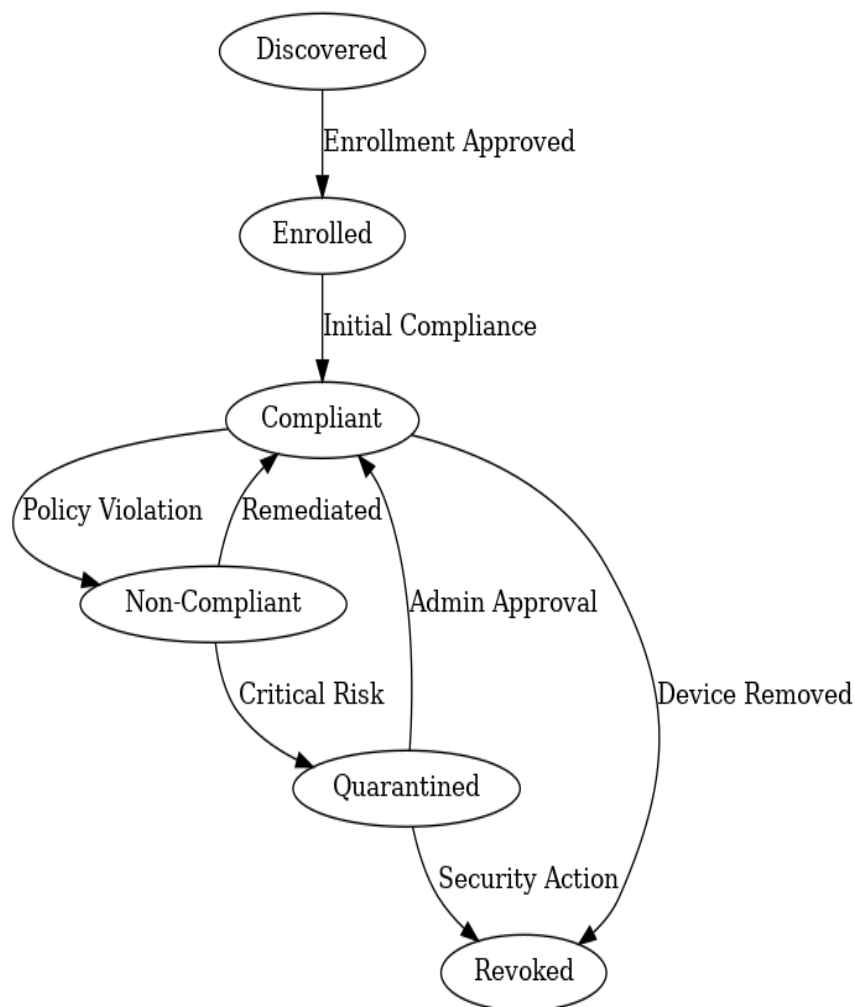 Discovered
Enrollment Approved
Enrolled
Initial Compliance
Compliant
Policy Violation
Remediated
Non-Compliant
Admin Approval
Critical Risk
Device Removed
Quarantined
Security Action
Revoked